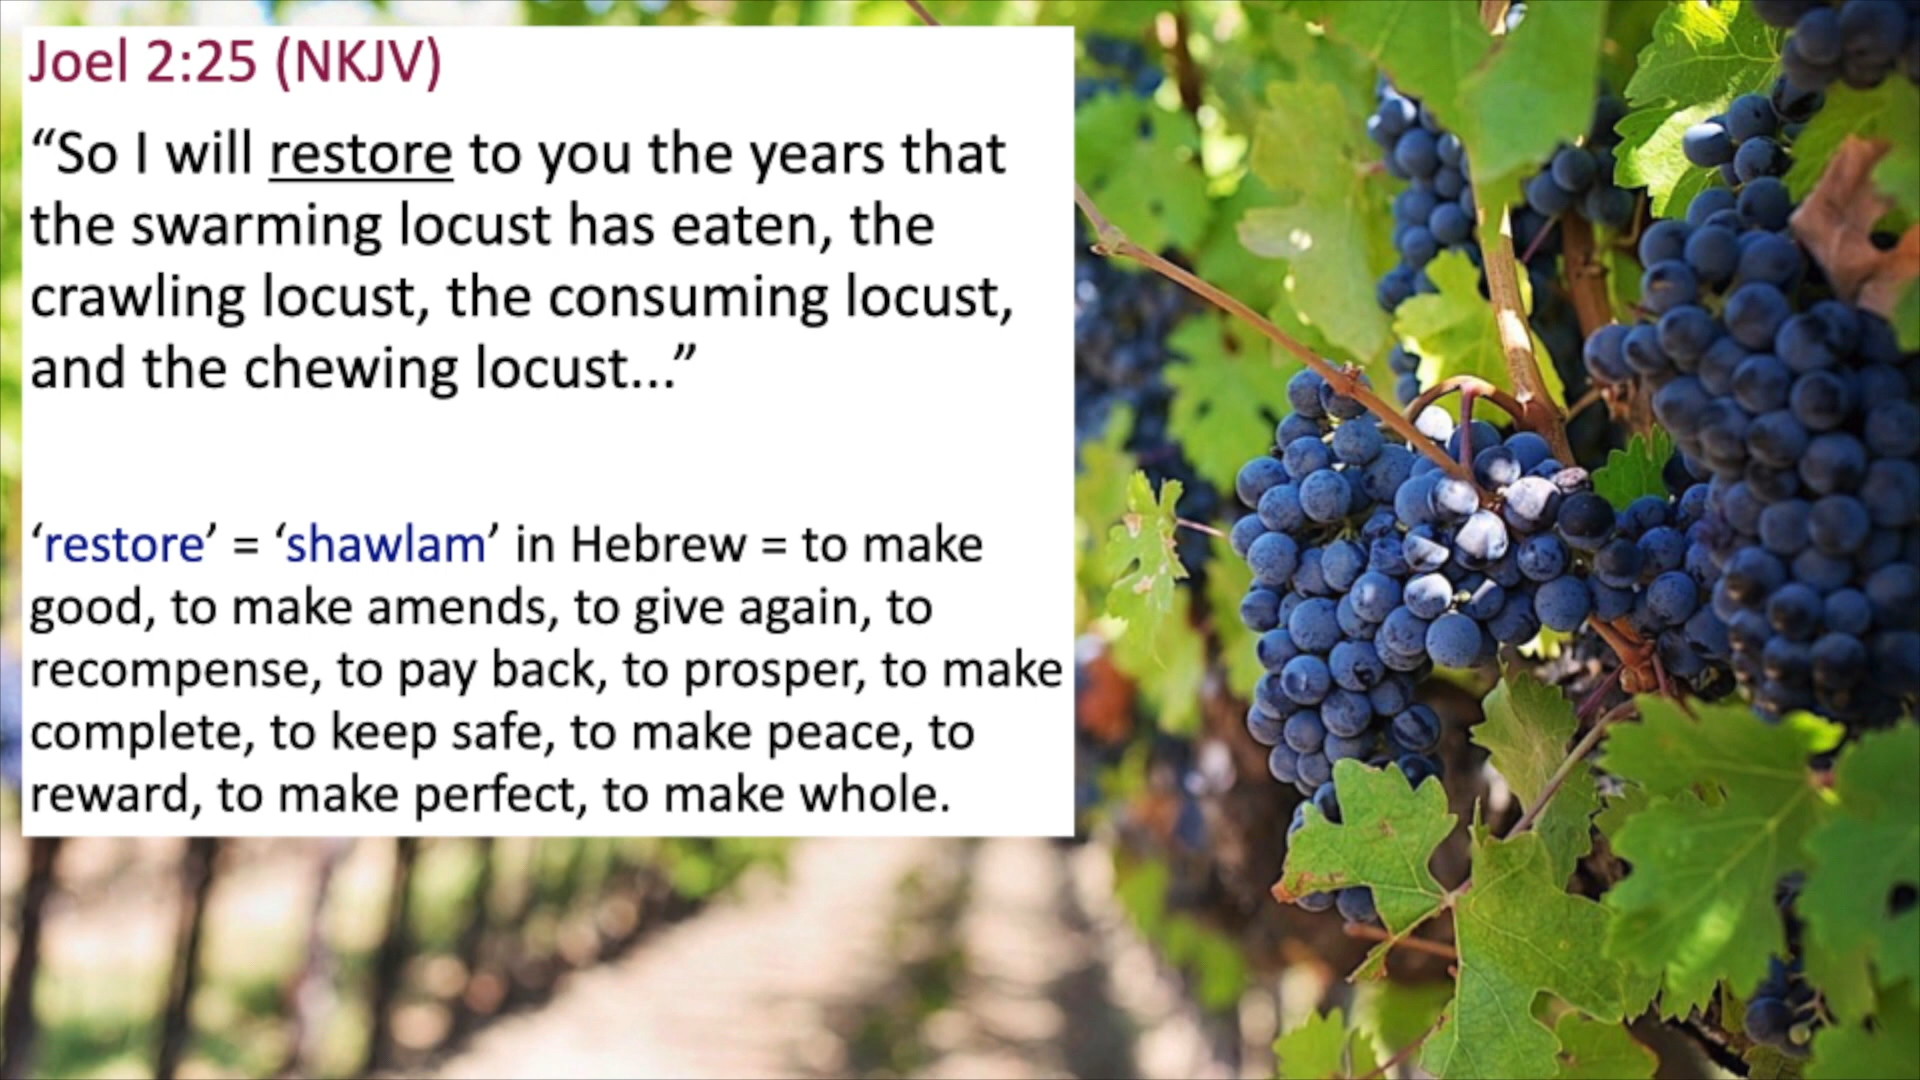 Joel 2:25 (NKJV)
“So I will restore to you the years that
the swarming locust has eaten, the
crawling locust, the consuming locust,
and the chewing locust...”
‘restore’ = ‘shawlam’ in Hebrew = to make
good, to make amends, to give again, to
recompense, to pay back, to prosper, to make
complete, to keep safe, to make peace, to
reward, to make perfect, to make whole.